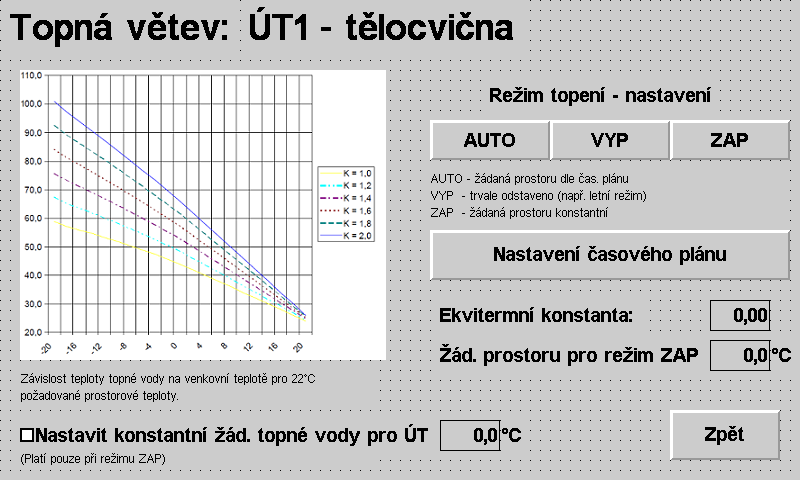 Topná větev: ÚT1 - tělocvična
100,0
90,0
80,0
70,0
60,0
50,0
40,0
30,0
20,0
-20 -16 -12 -8 -4 0 4 8 12 16 20
K = 1,0
K = 1,2
K = 1,4
K = 1,6
K = 1,8
K = 2,0
Závislost teploty topné vody na venkovní teplotě pro 22°C
požadované prostorové teploty.
Režim topení - nastavení
AUTO VYP ZAP
AUTO - žádaná prostoru dle čas. plánu
VYP - trvale odstaveno (např. letní režim)
ZAP - žádaná prostoru konstantní
Nastavení časového plánu
Ekvitermní konstanta: 0,00
Žád. prostoru pro režim ZAP 0,0 °C
Nastavit konstantní žád. topné vody pro ÚT 0,0 °C
(Platí pouze při režimu ZAP)
Zpět